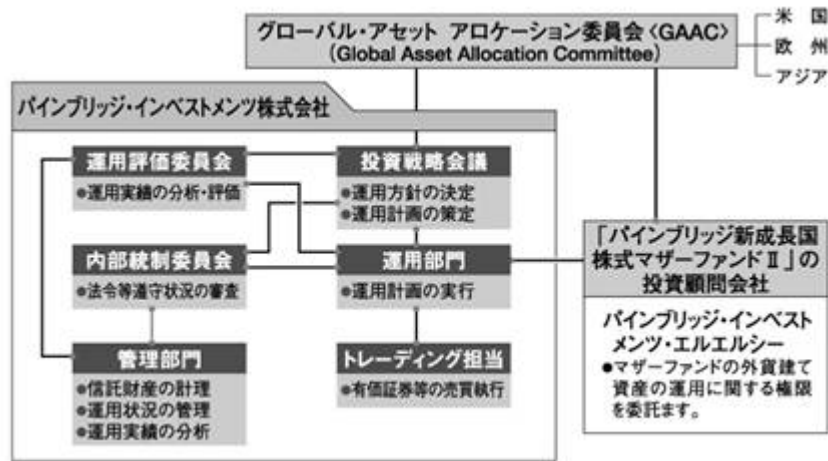 グローバル・アセット アロケーション委員会〈GAAC〉
(Global Asset Allocation Committee)
米 国
欧 州
アジア
パインブリッジ・インベストメンツ株式会社
運用評価委員会
●運用実績の分析・評価
投資戦略会議
●運用方針の決定
●運用計画の策定
内部統制委員会
●法令等遵守状況の審査
運用部門
●運用計画の実行
管理部門
●信託財産の計理
●運用状況の管理
●運用実績の分析
トレーディング担当
●有価証券等の売買執行
「パインブリッジ新成長国
株式マザーファンドⅡ」の
投資顧問会社
パインブリッジ・インベスト
メンツ・エルエルシー
●マザーファンドの外貨建て
資産の運用に関する権限
を委託ます。